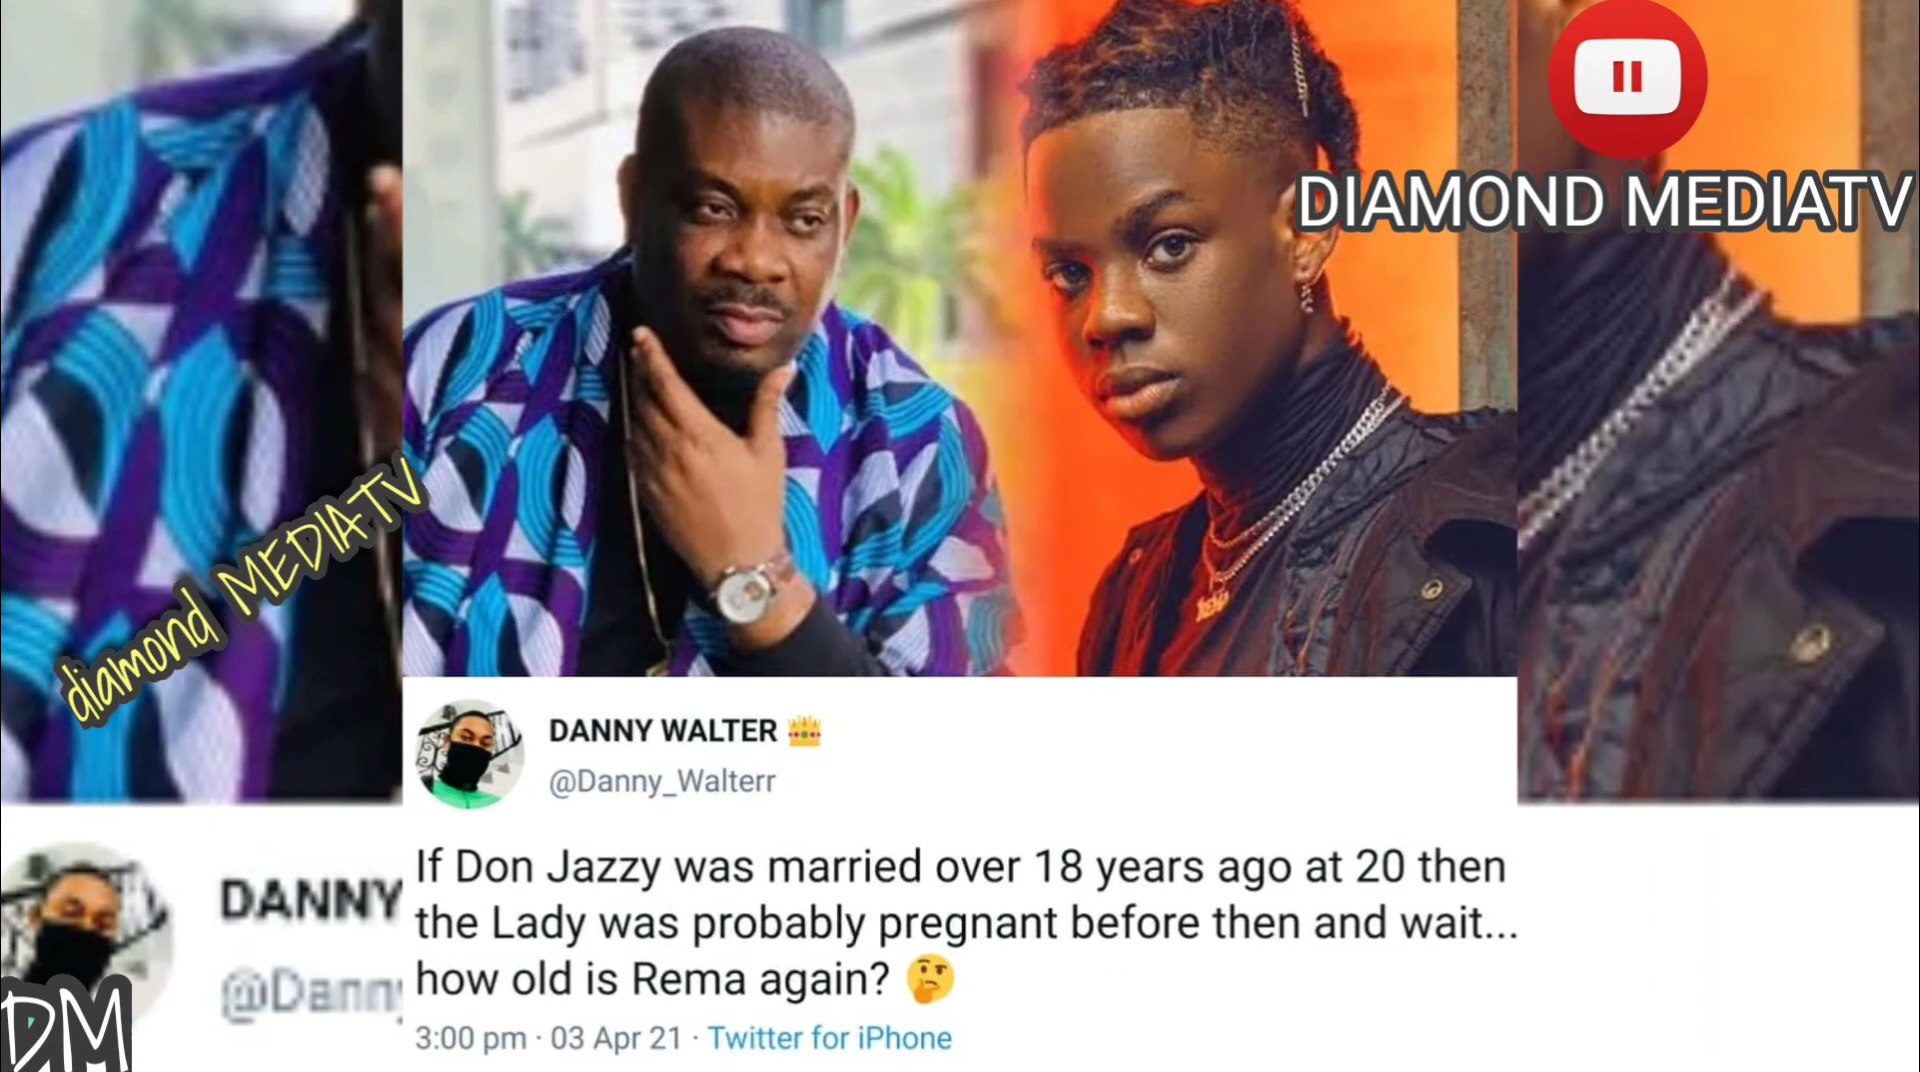 DIAMOND MEDIATV
diamond MEDIATV
DANNY WALTER
@Danny_Walterr
If Don Jazzy was married over 18 years ago at 20 then
the Lady was probably pregnant before then and wait...
how old is Rema again?
3:00 pm · 03 Apr 21 · Twitter for iPhone
DANNY
@Dann
DM